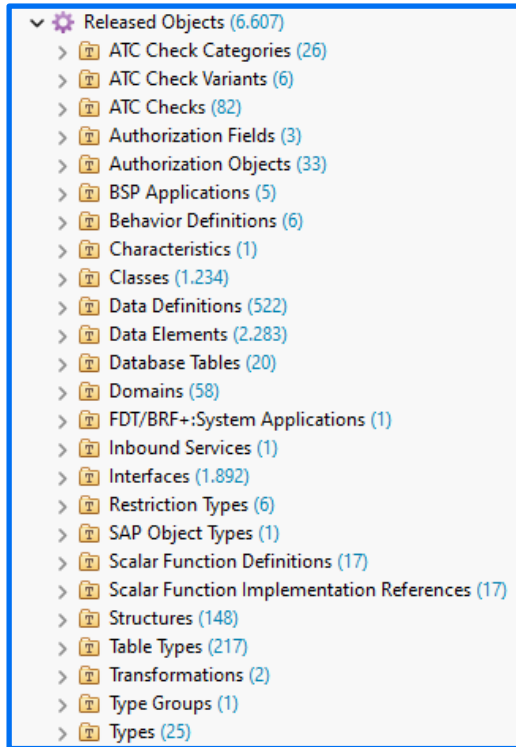 Released Objects (6.607)
ATC Check Categories (26)
ATC Check Variants (6)
ATC Checks (82)
Authorization Fields (3)
Authorization Objects (33)
BSP Applications (5)
Behavior Definitions (6)
Characteristics (1)
Classes (1.234)
Data Definitions (522)
Data Elements (2.283)
Database Tables (20)
Domains (58)
FDT/BRF+:System Applications (1)
Inbound Services (1)
Interfaces (1.892)
Restriction Types (6)
SAP Object Types (1)
Scalar Function Definitions (17)
Scalar Function Implementation References (17)
Structures (148)
Table Types (217)
Transformations (2)
Type Groups (1)
Types (25)